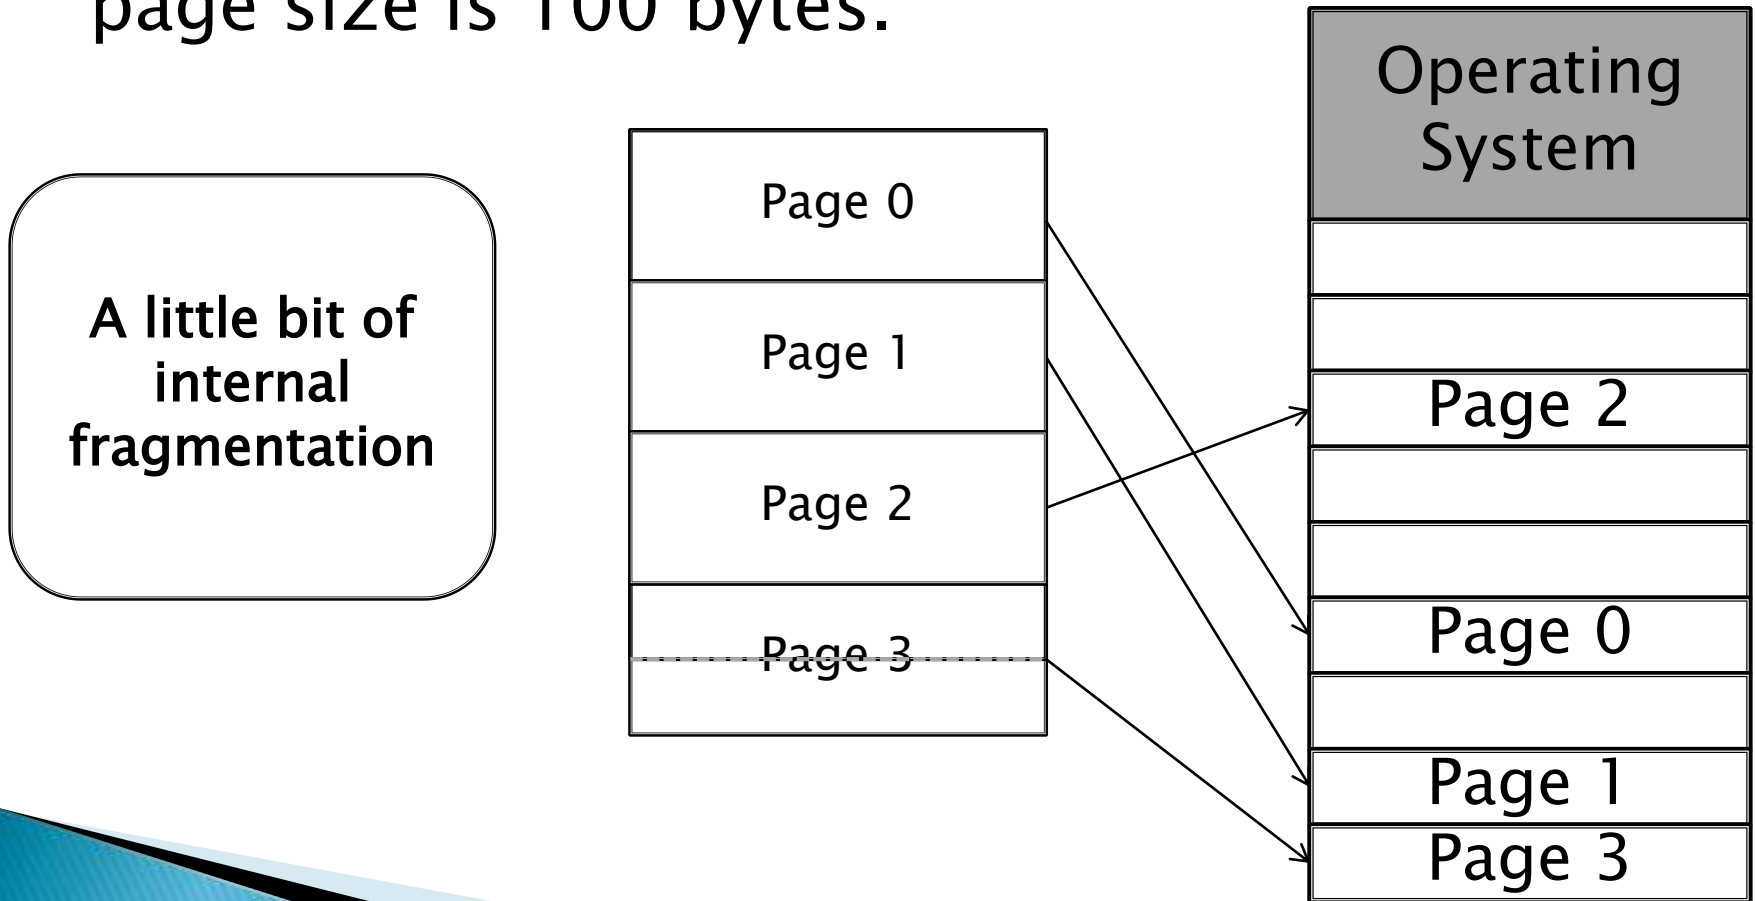 page size is 100 bytes.
A little bit of
internal
fragmentation
Page 0
Page 1
Page 2
Page 3
Operating
System
Page 2
Page 0
Page 1
Page 3